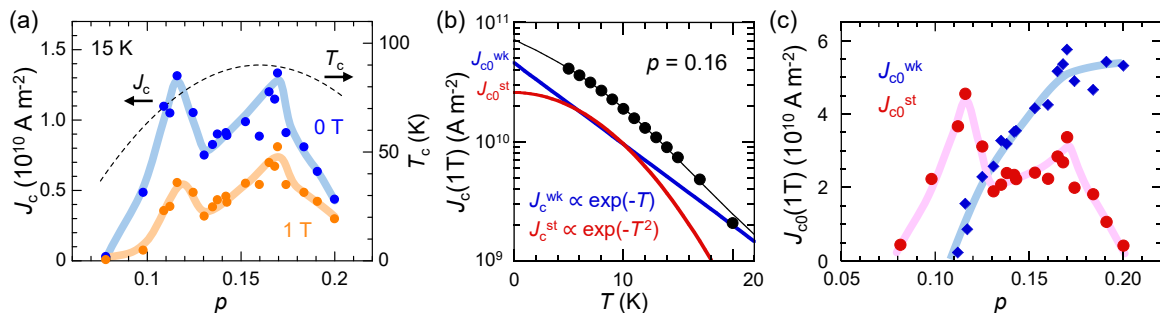 (a)
15 K
T_c
J_c
0 T
1 T
1.5
1.0
0.5
0
J_c(10^10 A m^-2)
100
50
0
T_c (K)
0.1
0.15
0.2
p
(b)
10^11
10^10
10^9
J_c(1T) (A m^-2)
J_c0^wk
J_c0^st
p = 0.16
J_c^wk ∝ exp(-T)
J_c^st ∝ exp(-T^2)
0
10
20
T (K)
(c)
6
4
2
0
J_c0(1T) (10^10 A m^-2)
J_c0^wk
J_c0^st
0.05
0.10
0.15
0.20
p